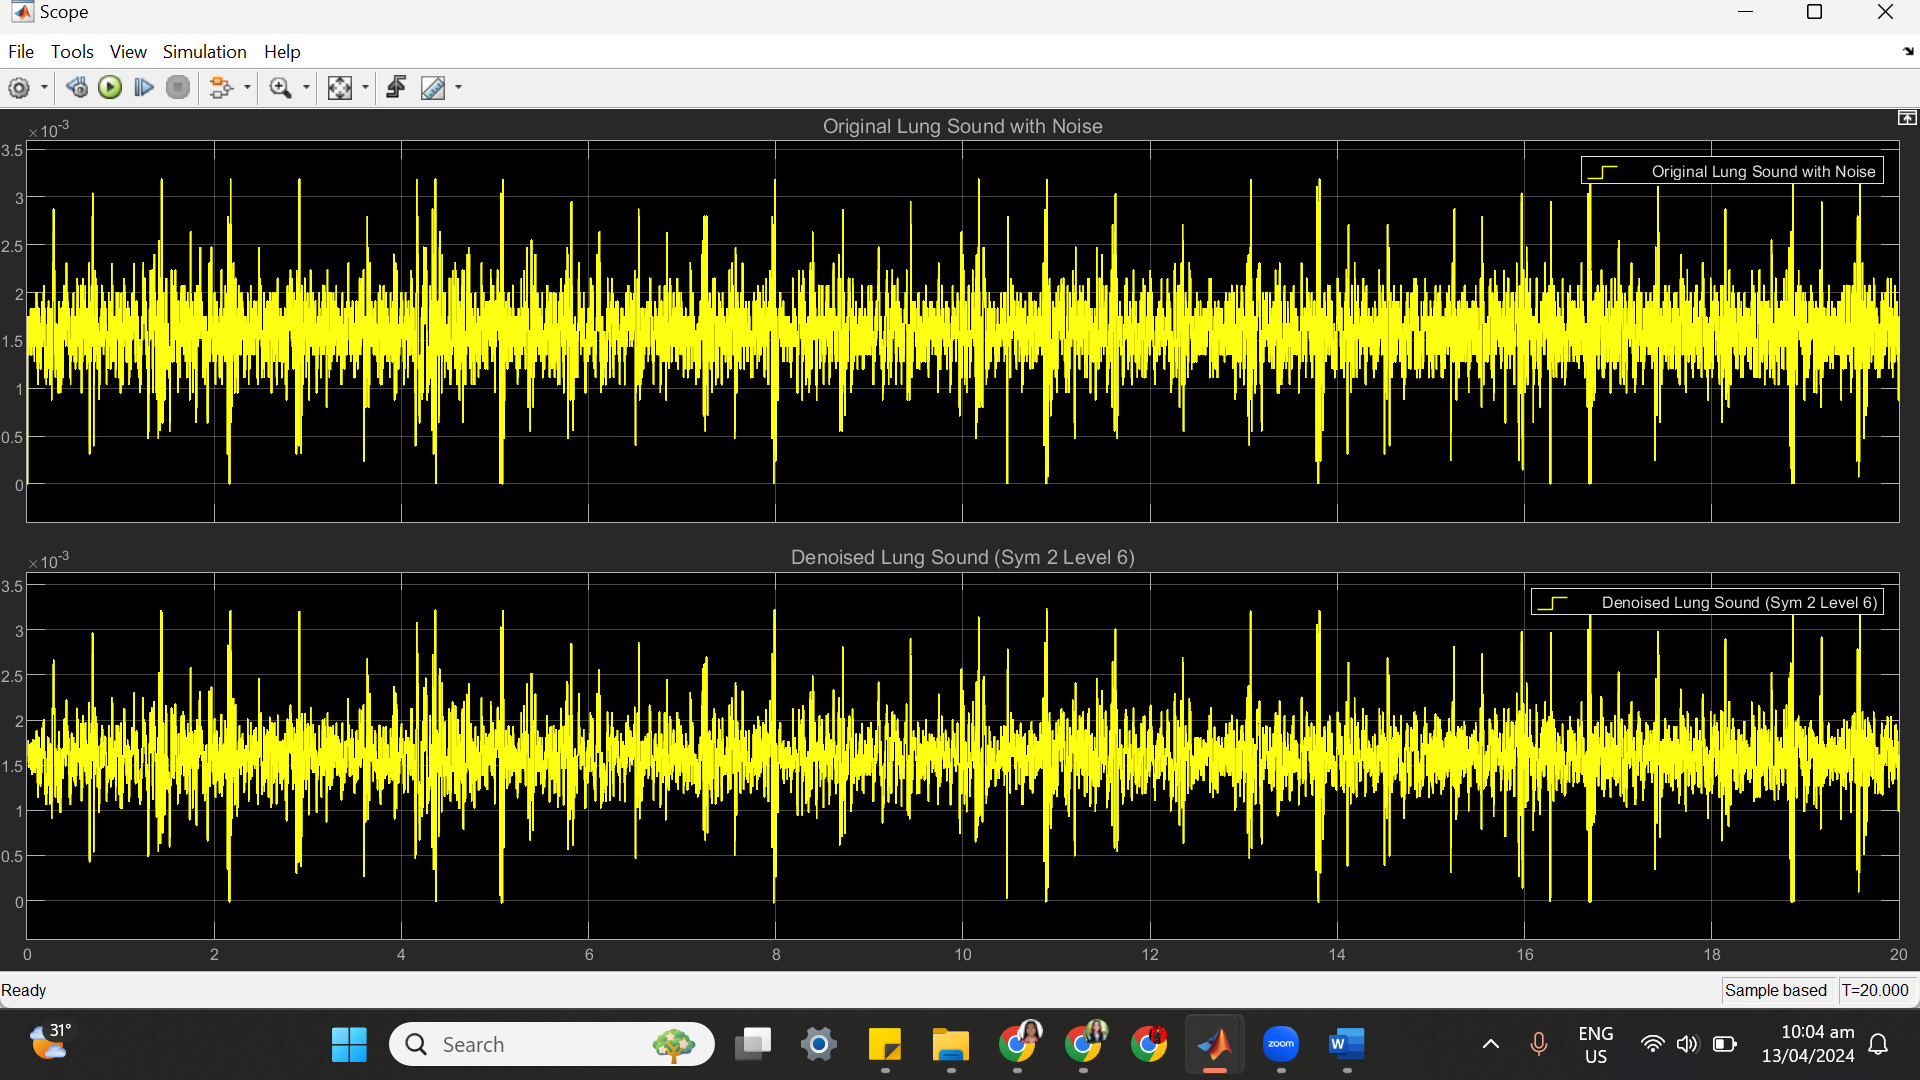 Scope
File Tools View Simulation Help
Original Lung Sound with Noise
×10-3
3.5
3
2.5
2
1.5
1
0.5
0
Original Lung Sound with Noise
Denoised Lung Sound (Sym 2 Level 6)
×10-3
3.5
3
2.5
2
1.5
1
0.5
0
Denoised Lung Sound (Sym 2 Level 6)
0 2 4 6 8 10 12 14 16 18 20
Ready
Sample based T=20.000
31°
Search
zoom
W
ENG
US
10:04 am
13/04/2024